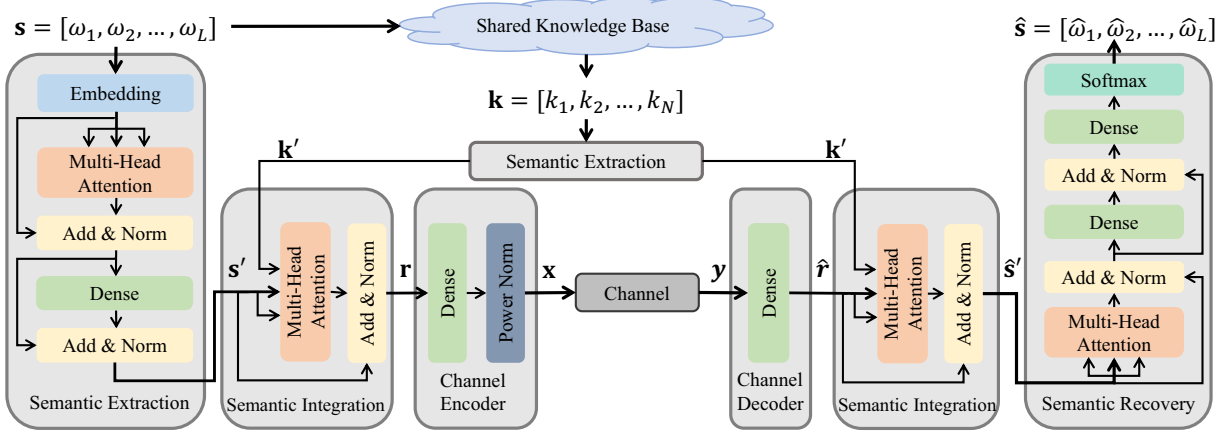 𝐬 = [ω₁, ω₂, … , ω_L]
Shared Knowledge Base
𝐤 = [k₁, k₂, … , k_N]
Semantic Extraction
𝐤′
𝐤′
Embedding
Multi-Head
Attention
Add & Norm
Dense
Add & Norm
Semantic Extraction
𝐬′
Multi-Head
Attention
Add & Norm
Semantic Integration
𝐫
Dense
Power Norm
Channel
Encoder
𝐱
Channel
𝒚
Dense
Channel
Decoder
𝒓̂
Multi-Head
Attention
Add & Norm
Semantic Integration
𝐬̂′
𝐬̂ = [ω̂₁, ω̂₂, … , ω̂_L]
Softmax
Dense
Add & Norm
Dense
Add & Norm
Multi-Head
Attention
Semantic Recovery